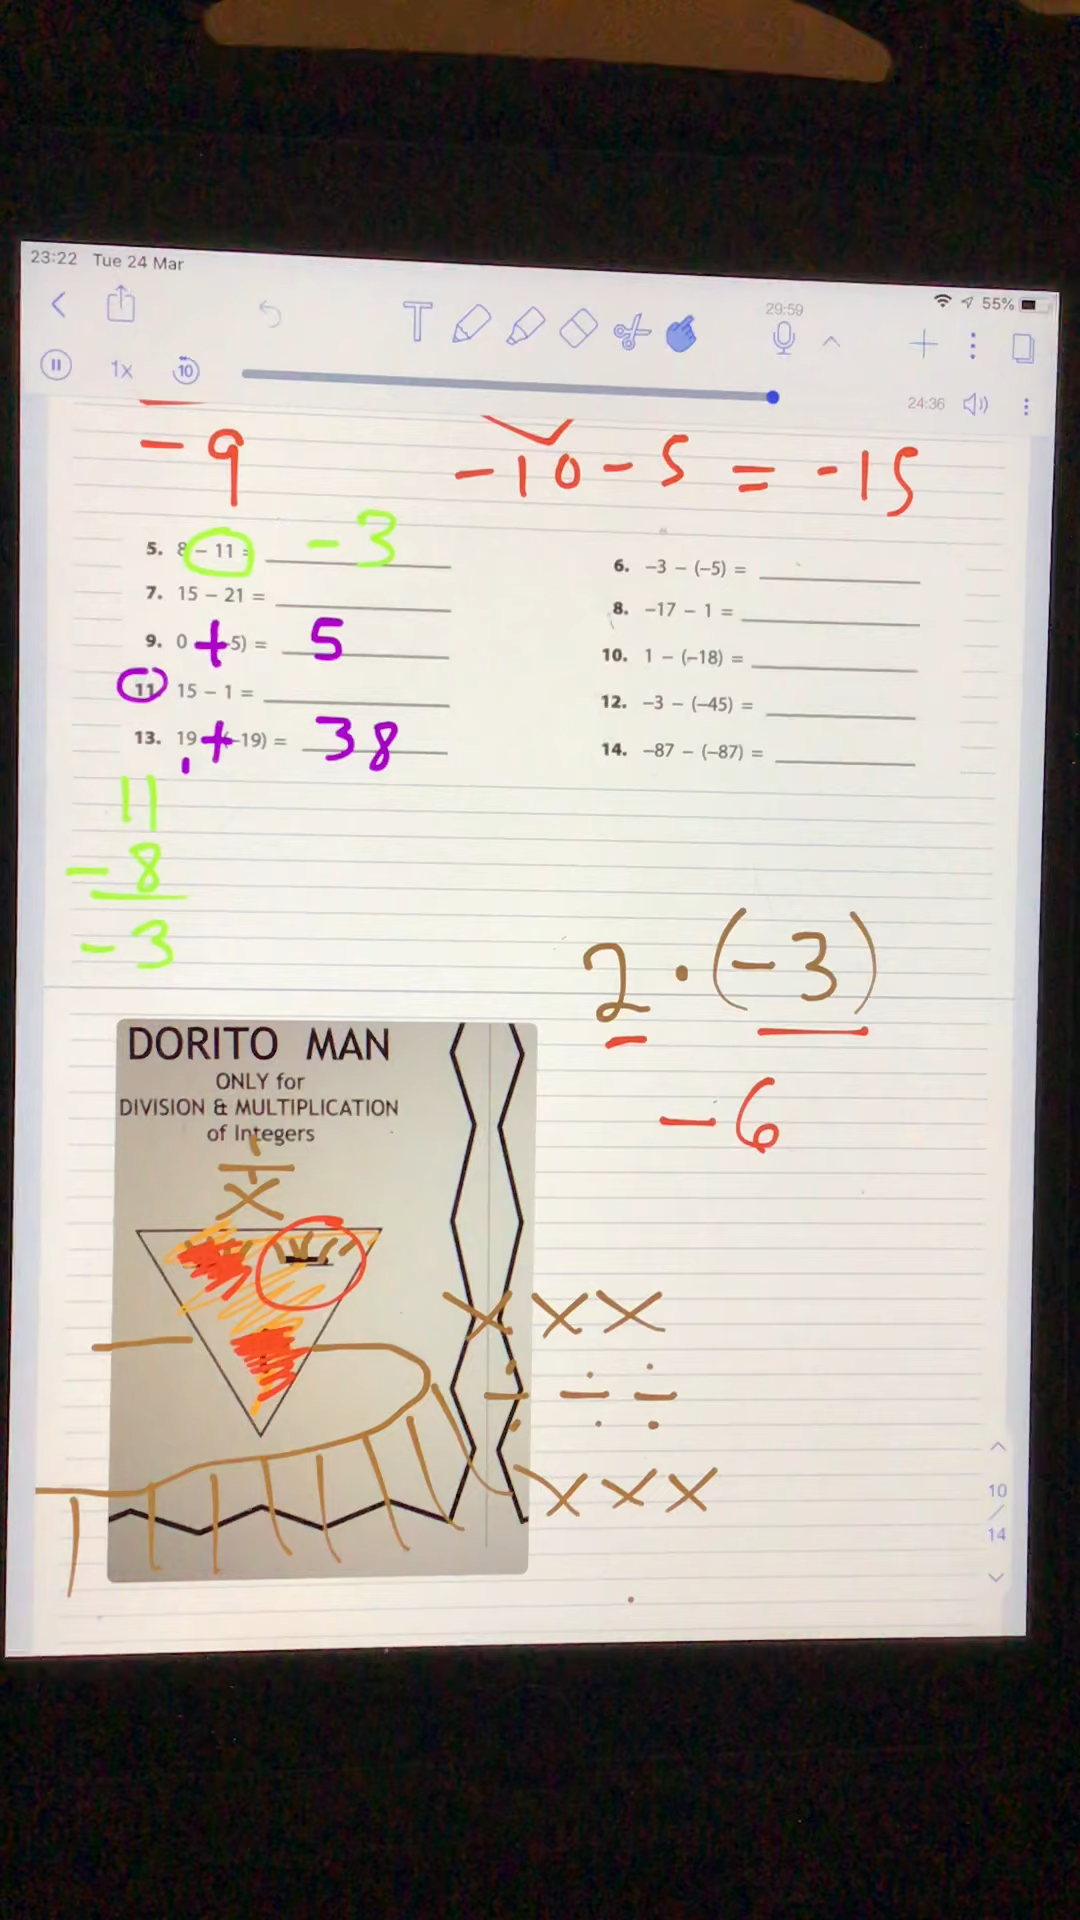 23:22 Tue 24 Mar
55%
T
29:59
1x
10
24:36
-9
-10-5 = -15
5. 8 – 11 = -3
6. –3 – (–5) =
7. 15 – 21 =
8. –17 – 1 =
9. 0 + 5) = 5
10. 1 – (–18) =
11 15 – 1 =
12. –3 – (–45) =
13. 19 + -19) = 38
14. –87 – (–87) =
11
- 8
-3
2 · (-3)
-6
DORITO MAN
ONLY for
DIVISION & MULTIPLICATION
of Integers
÷
×
× × ×
÷ ÷ ÷
× × ×
10
/
14